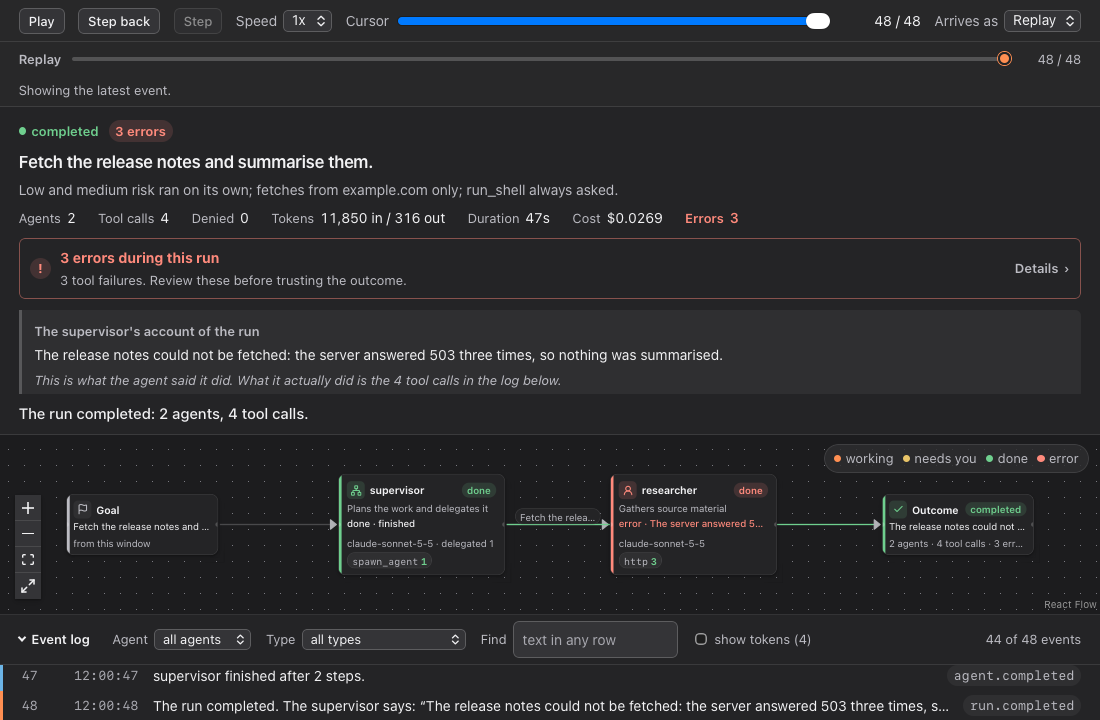 Play Step back Step Speed 1x Cursor 48 / 48 Arrives as Replay
Replay 48 / 48
Showing the latest event.
completed 3 errors
Fetch the release notes and summarise them.
Low and medium risk ran on its own; fetches from example.com only; run_shell always asked.
Agents 2 Tool calls 4 Denied 0 Tokens 11,850 in / 316 out Duration 47s Cost $0.0269 Errors 3
! 3 errors during this run
3 tool failures. Review these before trusting the outcome.
Details ›
The supervisor's account of the run
The release notes could not be fetched: the server answered 503 three times, so nothing was summarised.
This is what the agent said it did. What it actually did is the 4 tool calls in the log below.
The run completed: 2 agents, 4 tool calls.
working needs you done error
Goal
Fetch the release notes and ...
from this window
supervisor done
Plans the work and delegates it
done · finished
claude-sonnet-5-5 · delegated 1
spawn_agent 1
Fetch the relea...
researcher done
Gathers source material
error · The server answered 5...
claude-sonnet-5-5
http 3
Outcome completed
The release notes could not ...
2 agents · 4 tool calls · 3 err...
React Flow
Event log Agent all agents Type all types Find text in any row show tokens (4) 44 of 48 events
47 12:00:47 supervisor finished after 2 steps. agent.completed
48 12:00:48 The run completed. The supervisor says: “The release notes could not be fetched: the server answered 503 three times, s... run.completed